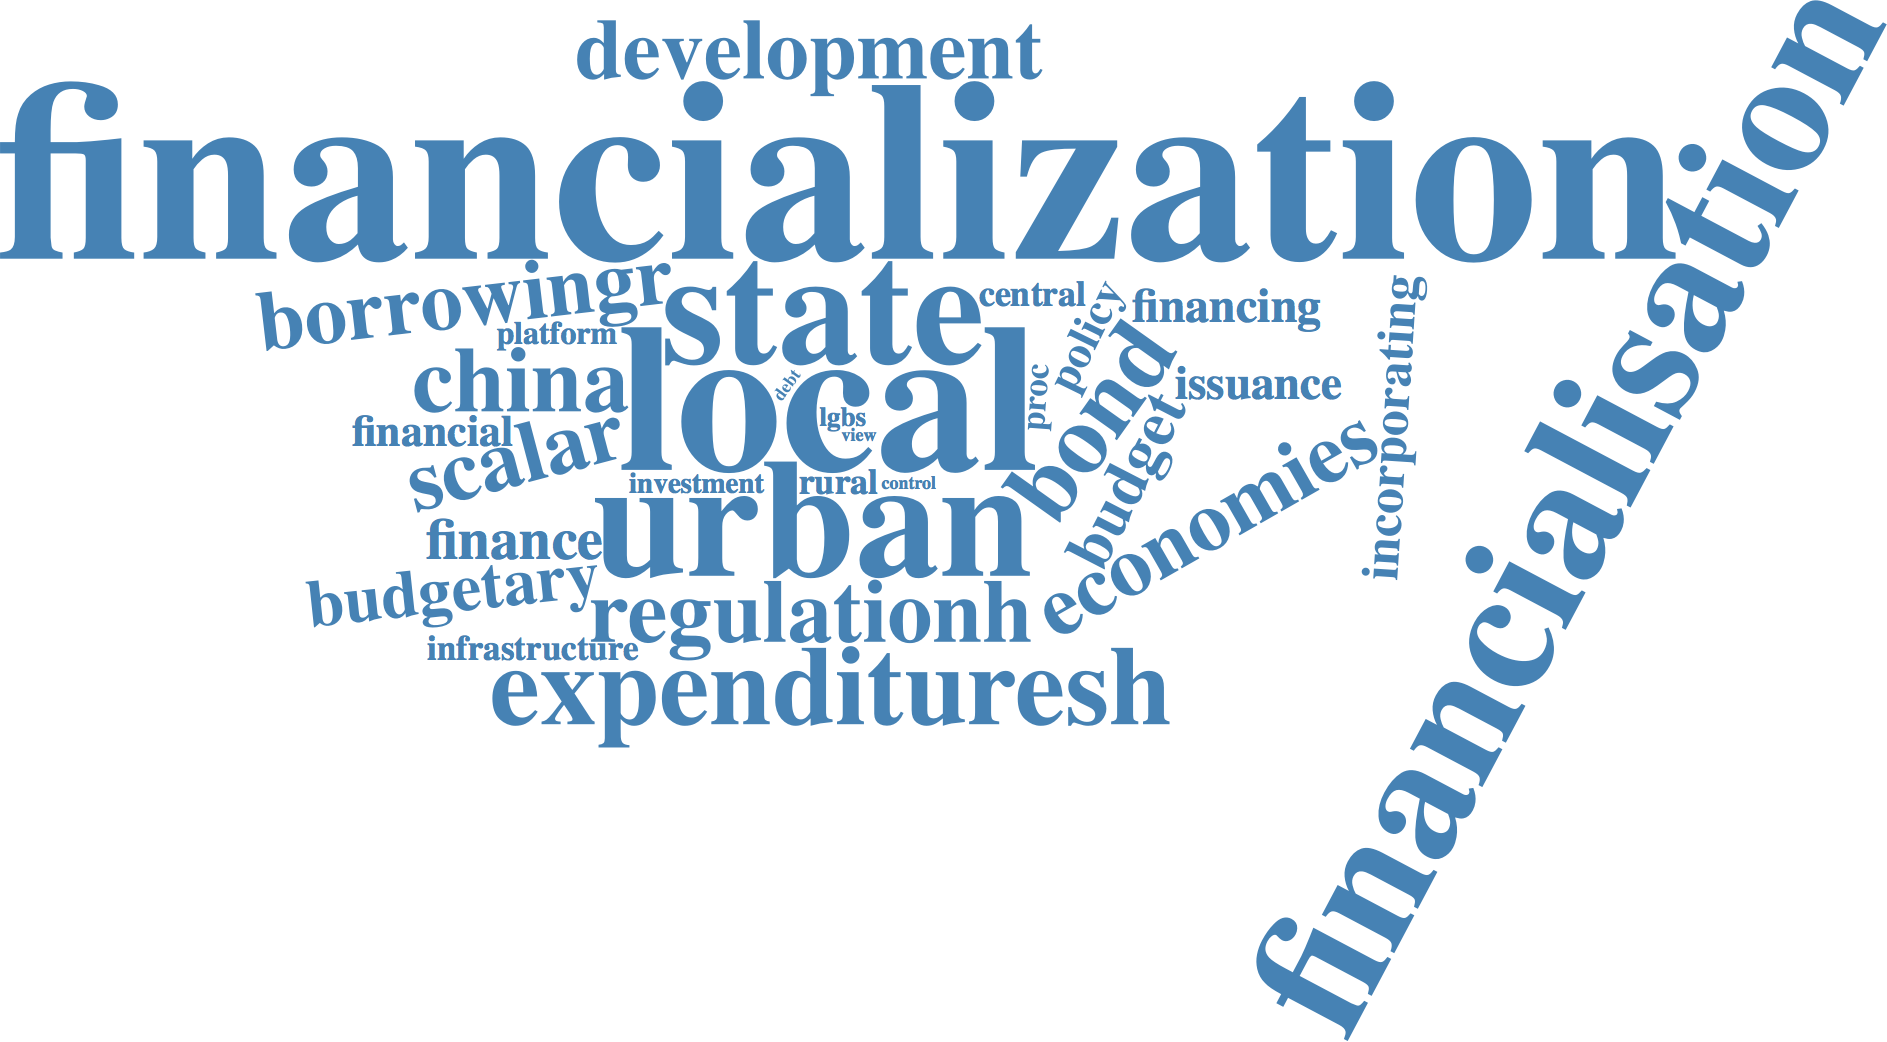 development
financialization
financialisation
borrowingr
state
central
policy
financing
incorporating
platform
china
local
debt
proc
bond
issuance
lgbs
view
financial
scalar
budget
economies
investment
rural
control
urban
finance
budgetary
regulationh
infrastructure
expendituresh